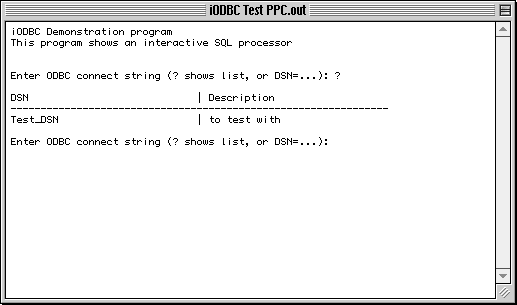 iODBC Test PPC.out
iODBC Demonstration program
This program shows an interactive SQL processor
Enter ODBC connect string (? shows list, or DSN=...): ?
DSN | Description
---------------------------------------------------------------
Test_DSN | to test with
Enter ODBC connect string (? shows list, or DSN=...):